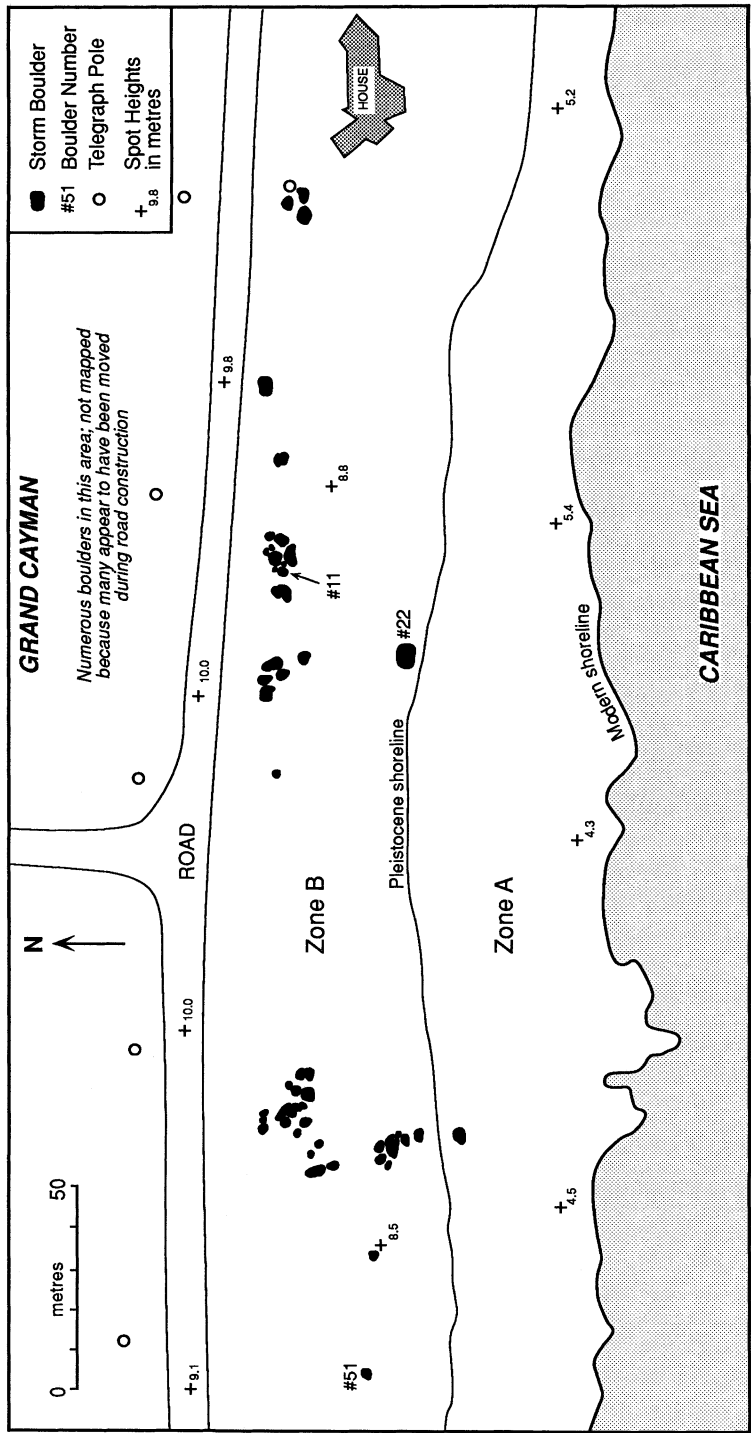 GRAND CAYMAN
Numerous boulders in this area; not mapped
because many appear to have been moved
during road construction
Storm Boulder
#51 Boulder Number
Telegraph Pole
+9.8 Spot Heights
in metres
N
0 metres 50
+9.1
+10.0
ROAD
+10.0
+9.8
HOUSE
#51
+8.5
Zone B
#11
+8.8
#22
Pleistocene shoreline
Zone A
+4.5
+4.3
Modern shoreline
+5.4
+5.2
CARIBBEAN SEA